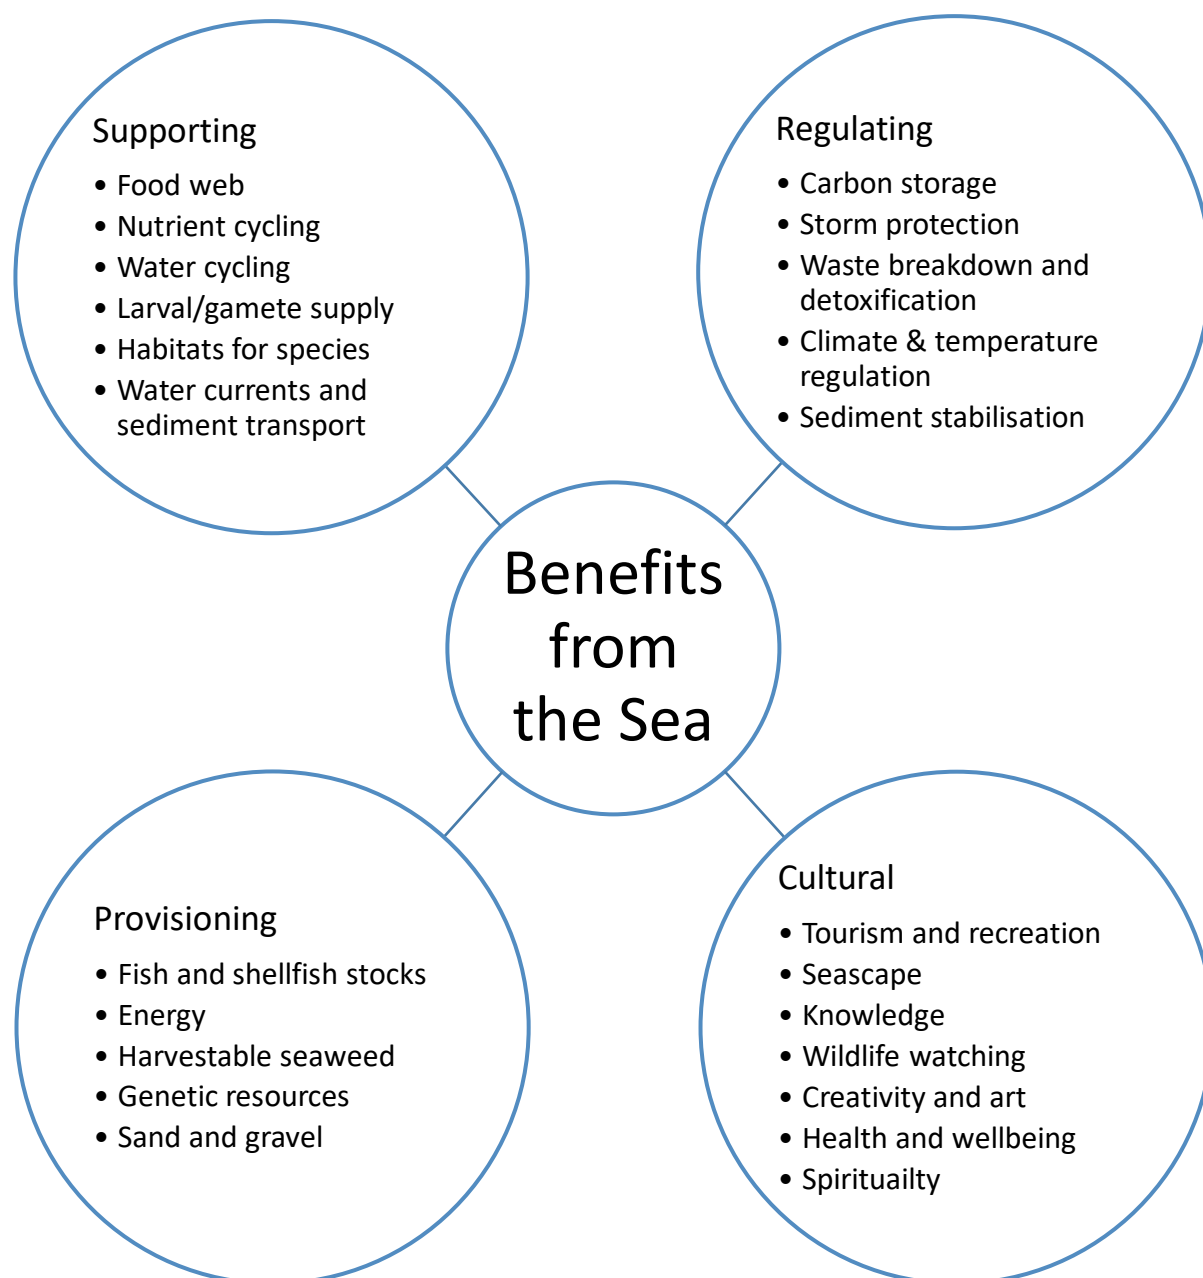 Supporting
• Food web
• Nutrient cycling
• Water cycling
• Larval/gamete supply
• Habitats for species
• Water currents and
sediment transport
Regulating
• Carbon storage
• Storm protection
• Waste breakdown and
detoxification
• Climate & temperature
regulation
• Sediment stabilisation
Benefits
from
the Sea
Provisioning
• Fish and shellfish stocks
• Energy
• Harvestable seaweed
• Genetic resources
• Sand and gravel
Cultural
• Tourism and recreation
• Seascape
• Knowledge
• Wildlife watching
• Creativity and art
• Health and wellbeing
• Spirituailty